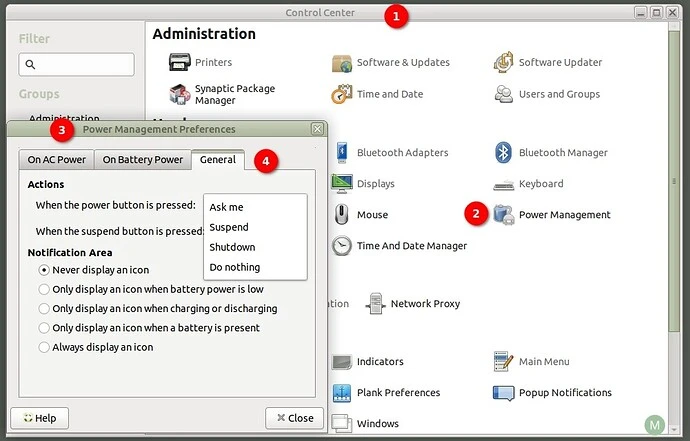 Control Center
1
Filter
Groups
Administration
Administration
Printers
Software & Updates
Software Updater
Synaptic Package
Manager
Time and Date
Users and Groups
Bluetooth Adapters
Bluetooth Manager
Displays
Keyboard
Mouse
2
Power Management
Time And Date Manager
Network Proxy
Indicators
Main Menu
Plank Preferences
Popup Notifications
Windows
M
3
Power Management Preferences
On AC Power
On Battery Power
General
4
Actions
When the power button is pressed:
Ask me
Suspend
When the suspend button is pressed:
Shutdown
Do nothing
Notification Area
Never display an icon
Only display an icon when battery power is low
Only display an icon when charging or discharging
Only display an icon when a battery is present
Always display an icon
Help
Close